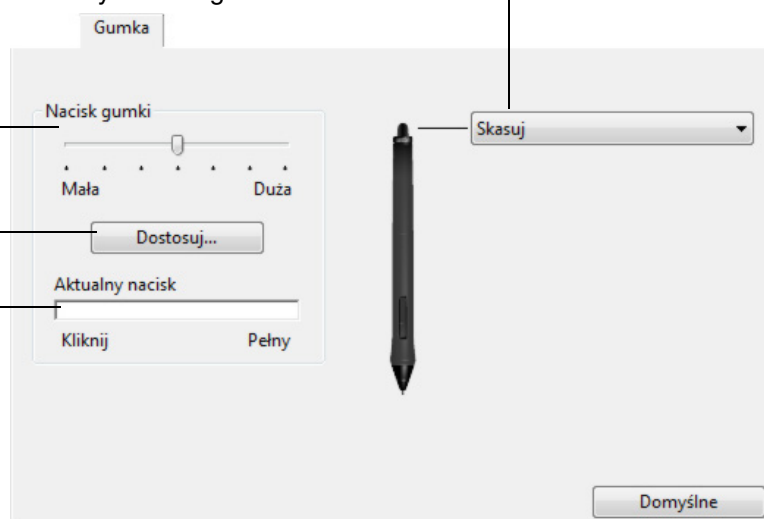 Gumka
Nacisk gumki
Skasuj
Mała Duża
Dostosuj...
Aktualny nacisk
Kliknij Pełny
Domyślne